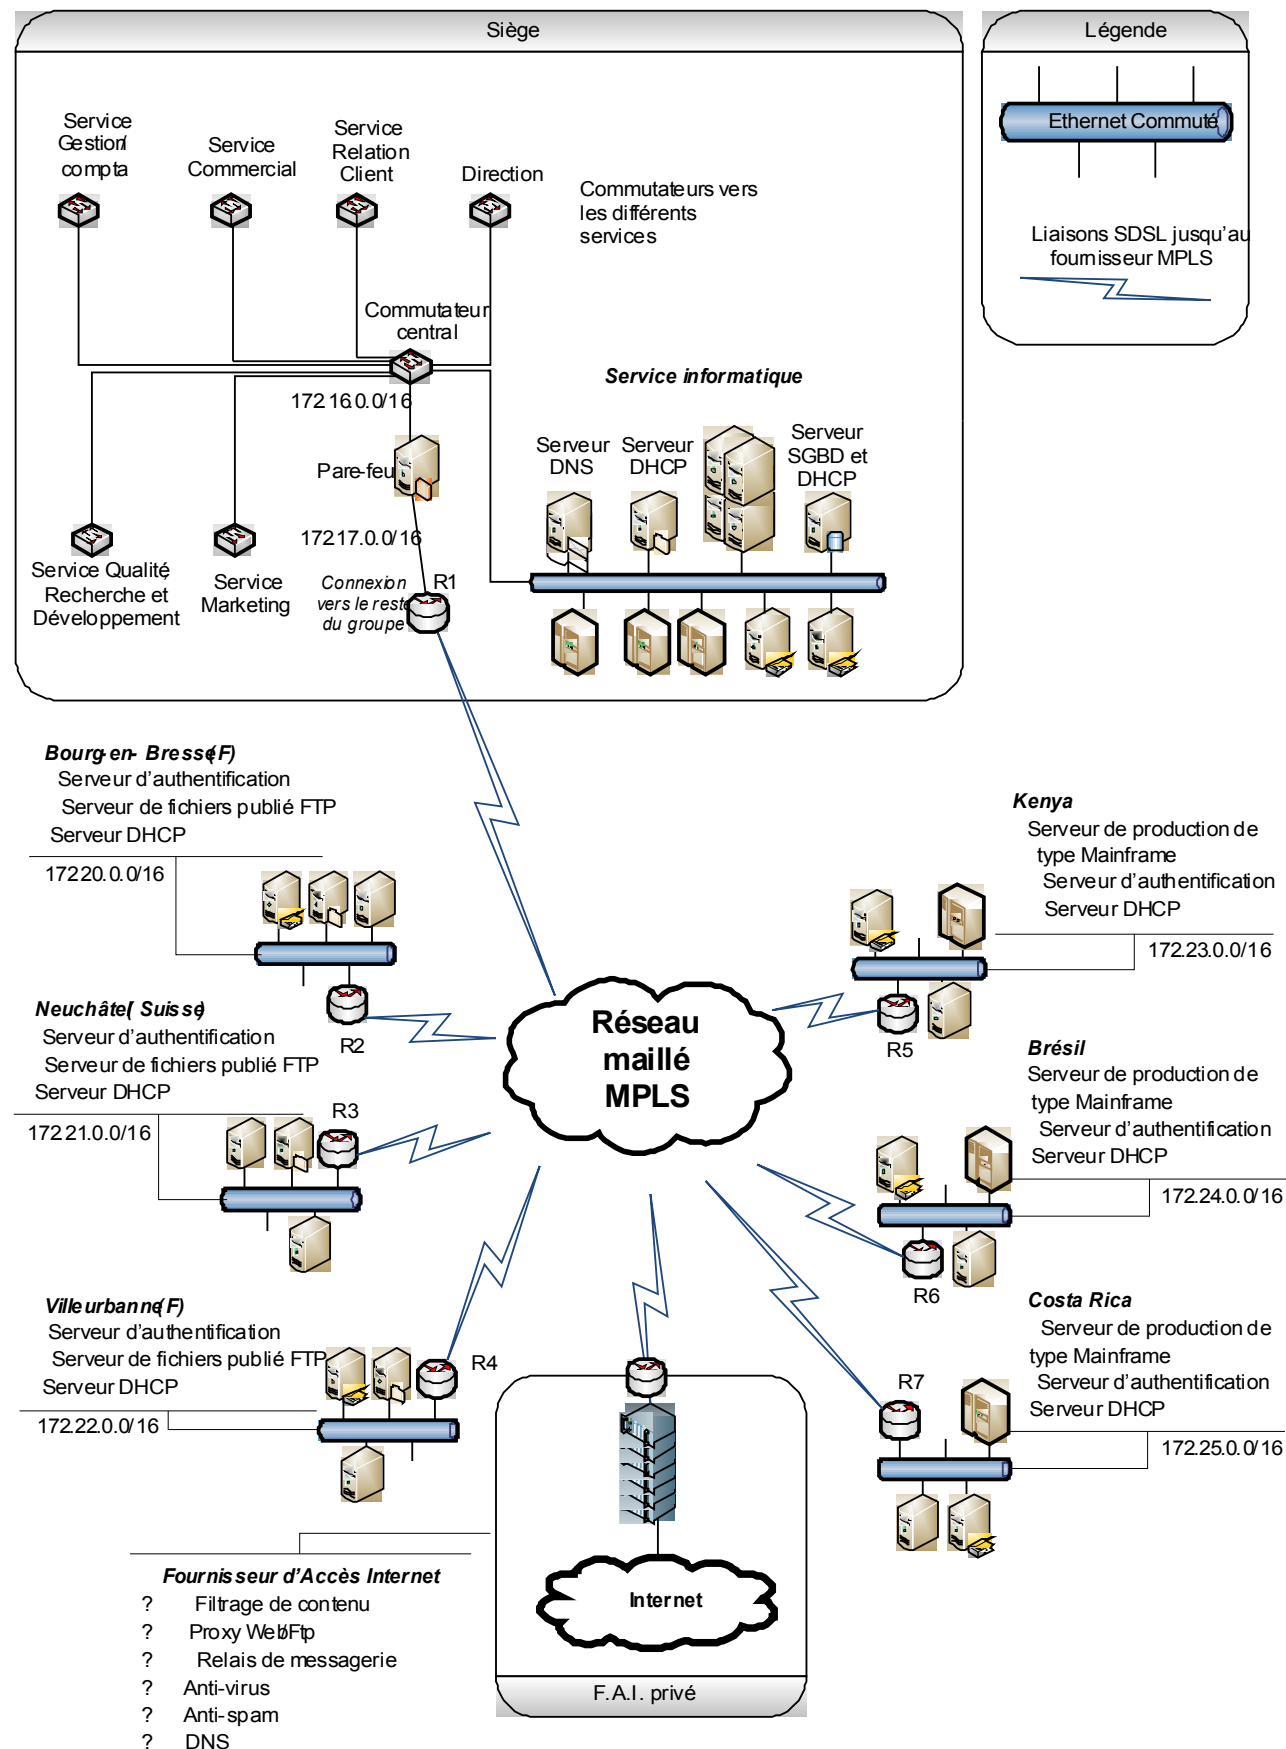 Siège
Légende
Service
Gestion/
compta
Service
Commercial
Service
Relation
Client
Direction
Commutateurs vers
les différents
services
Ethernet Commuté
Liaisons SDSL jusqu'au
fournisseur MPLS
Commutateur
central
172 16.0.0/16
Service informatique
Pare-feu
Serveur
DNS
Serveur
DHCP
Serveur
SGBD et
DHCP
172 17.0.0/16
Service Qualité,
Recherche et
Développement
Service
Marketing
Connexion
vers le reste
du groupe
R1
Bourg-en- Bresse(F)
Serveur d'authentification
Serveur de fichiers publié FTP
Serveur DHCP
172 20.0.0/16
R2
Neuchâtel( Suisse)
Serveur d'authentification
Serveur de fichiers publié FTP
Serveur DHCP
172 21.0.0/16
R3
Villeurbanne(F)
Serveur d'authentification
Serveur de fichiers publié FTP
Serveur DHCP
172.22.0.0/16
R4
Réseau
maillé
MPLS
Kenya
Serveur de production de
type Mainframe
Serveur d'authentification
Serveur DHCP
172.23.0.0/16
R5
Brésil
Serveur de production de
type Mainframe
Serveur d'authentification
Serveur DHCP
172.24.0.0/16
R6
Costa Rica
Serveur de production de
type Mainframe
Serveur d'authentification
Serveur DHCP
172.25.0.0/16
R7
Fournisseur d'Accès Internet
? Filtrage de contenu
? Proxy Web/Ftp
? Relais de messagerie
? Anti-virus
? Anti-spam
? DNS
Internet
F.A.I. privé